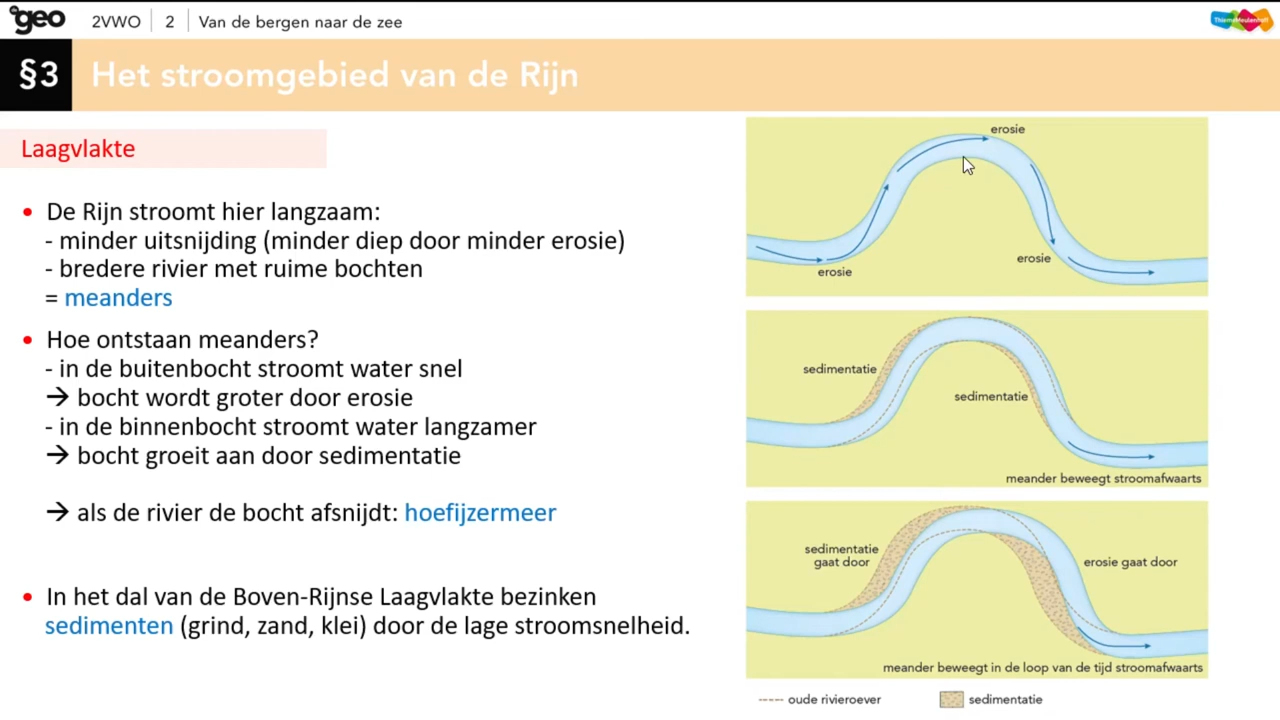 geo 2VWO 2 Van de bergen naar de zee ThiemeMeulenhoff
§3 Het stroomgebied van de Rijn
Laagvlakte
• De Rijn stroomt hier langzaam:
- minder uitsnijding (minder diep door minder erosie)
- bredere rivier met ruime bochten
= meanders
• Hoe ontstaan meanders?
- in de buitenbocht stroomt water snel
→ bocht wordt groter door erosie
- in de binnenbocht stroomt water langzamer
→ bocht groeit aan door sedimentatie
→ als de rivier de bocht afsnijdt: hoefijzermeer
• In het dal van de Boven-Rijnse Laagvlakte bezinken
sedimenten (grind, zand, klei) door de lage stroomsnelheid.
erosie
erosie
erosie
sedimentatie
sedimentatie
meander beweegt stroomafwaarts
sedimentatie
gaat door
erosie gaat door
meander beweegt in de loop van de tijd stroomafwaarts
oude rivieroever
sedimentatie